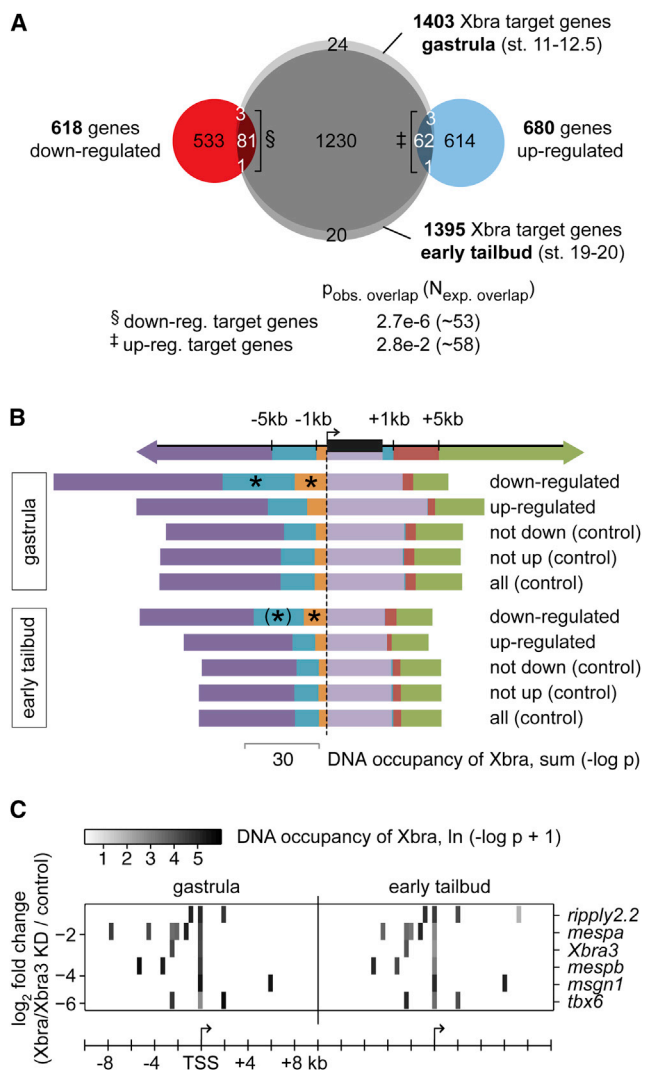 A
24
1403 Xbra target genes
gastrula (st. 11-12.5)
618 genes
down-regulated
533
3
81
1
§
1230
‡
3
62
1
614
680 genes
up-regulated
20
1395 Xbra target genes
early tailbud (st. 19-20)
p obs. overlap (N exp. overlap)
§ down-reg. target genes 2.7e-6 (~53)
‡ up-reg. target genes 2.8e-2 (~58)
B
-5kb -1kb +1kb +5kb
gastrula
* * down-regulated
up-regulated
not down (control)
not up (control)
all (control)
early tailbud
(*) * down-regulated
up-regulated
not down (control)
not up (control)
all (control)
30 DNA occupancy of Xbra, sum (-log p)
C
DNA occupancy of Xbra, ln (-log p + 1)
1 2 3 4 5
gastrula early tailbud
log2 fold change
(Xbra/Xbra3 KD / control)
−2
−4
−6
ripply2.2
mespa
Xbra3
mespb
msgn1
tbx6
-8 -4 TSS +4 +8 kb